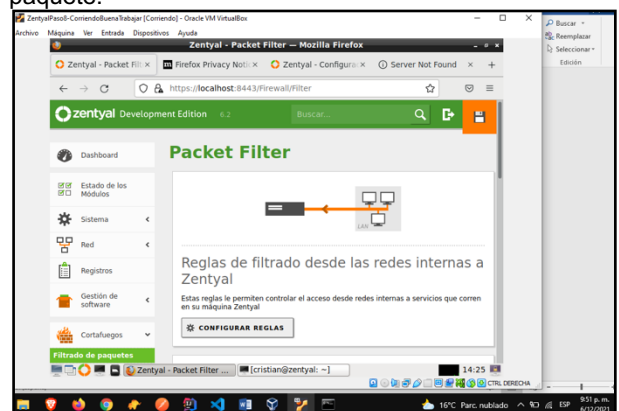 paquete.
ZentyalPaso8-CorriendoBuenaTrabajar [Corriendo] - Oracle VM VirtualBox
Archivo Máquina Ver Entrada Dispositivos Ayuda
Buscar
Reemplazar
Seleccionar
Edición
Zentyal - Packet Filter — Mozilla Firefox
Zentyal - Packet Filt ×
Firefox Privacy Notic ×
Zentyal - Configurac ×
Server Not Found ×
+
https://localhost:8443/Firewall/Filter
zentyal Development Edition 6.2
Buscar...
Dashboard
Estado de los
Módulos
Sistema
Red
Registros
Gestión de
software
Cortafuegos
Filtrado de paquetes
Packet Filter
LAN
Reglas de filtrado desde las redes internas a
Zentyal
Estas reglas le permiten controlar el acceso desde redes internas a servicios que corren
en su máquina Zentyal
CONFIGURAR REGLAS
Zentyal - Packet Filter ...
[cristian@zentyal: ~]
14:25
CTRL DERECHA
16°C Parc. nublado
ESP
9:51 p. m.
6/12/2021